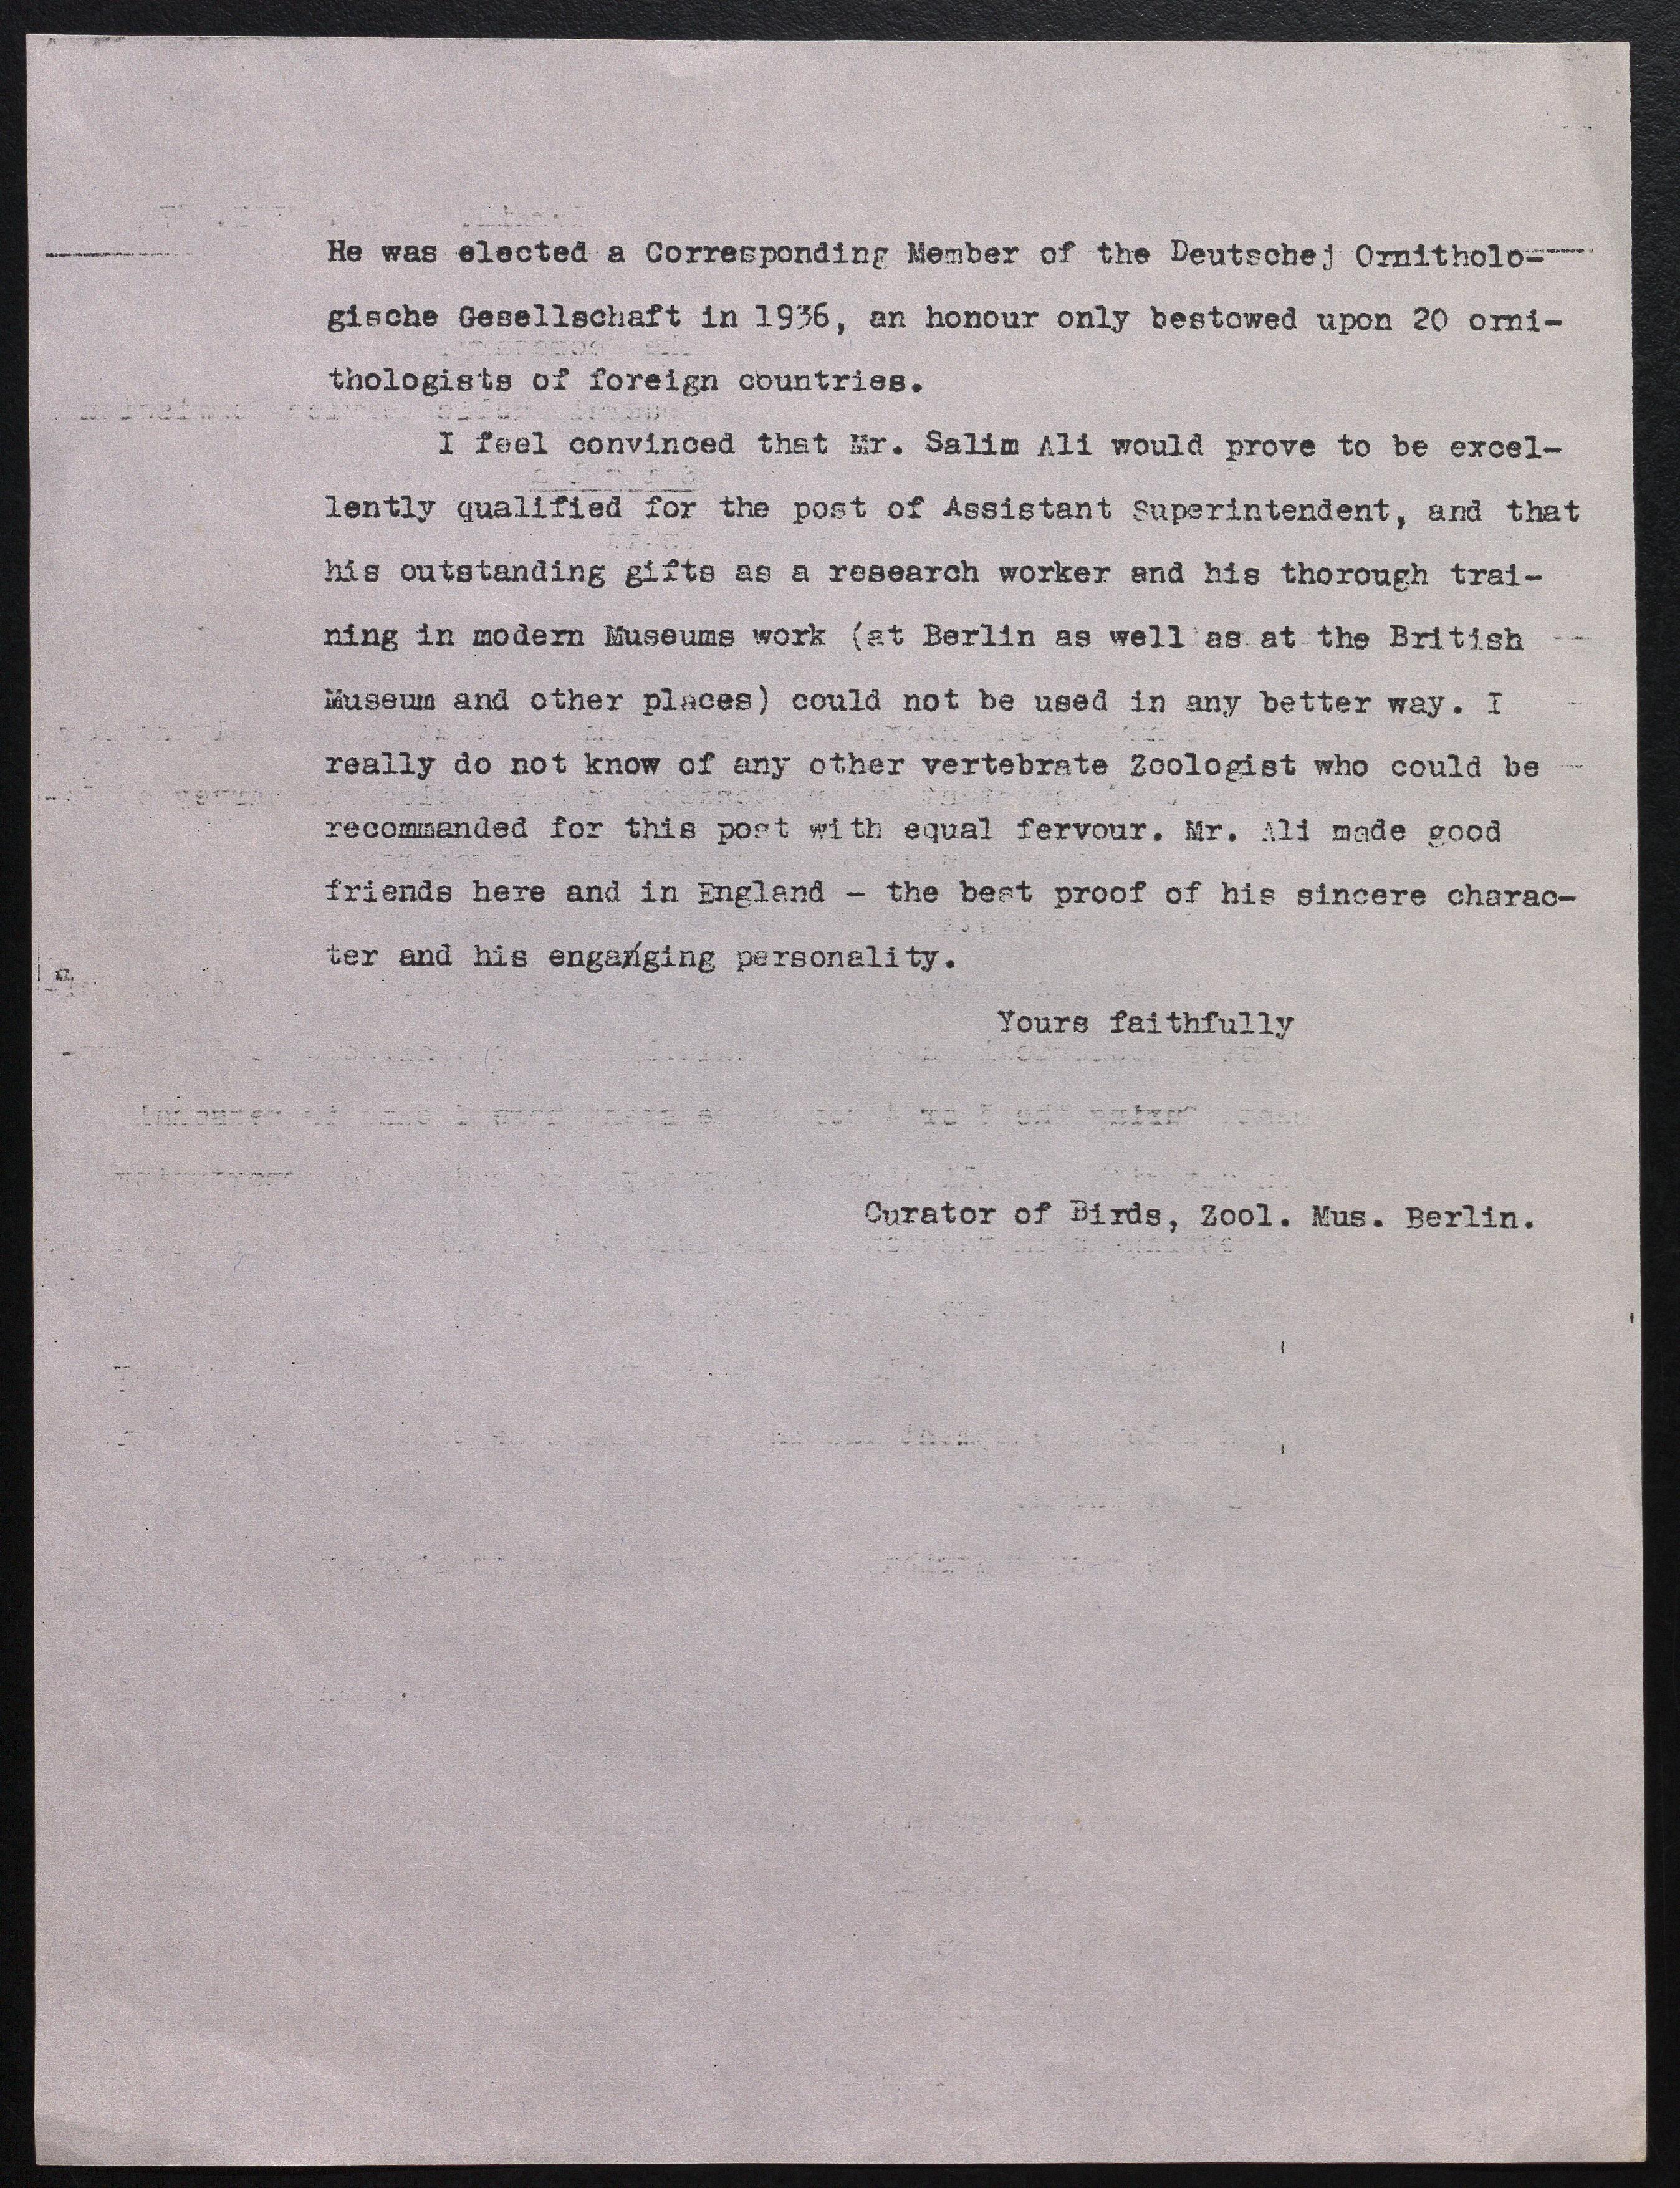 He was elected a Corresponding Member of the Deutschej Ornitholo-
gische Gesellschaft in 1936, an honour only bestowed upon 20 orni-
thologists of foreign countries.
I feel convinced that Mr. Salim Ali would prove to be excel-
lently qualified for the post of Assistant Superintendent, and that
his outstanding gifts as a research worker and his thorough trai-
ning in modern Museums work (at Berlin as well as at the British
Museum and other places) could not be used in any better way. I
really do not know of any other vertebrate Zoologist who could be
recommanded for this post with equal fervour. Mr. Ali made good
friends here and in England - the best proof of his sincere charac-
ter and his enganging personality.
Yours faithfully
Curator of Birds, Zool. Mus. Berlin.